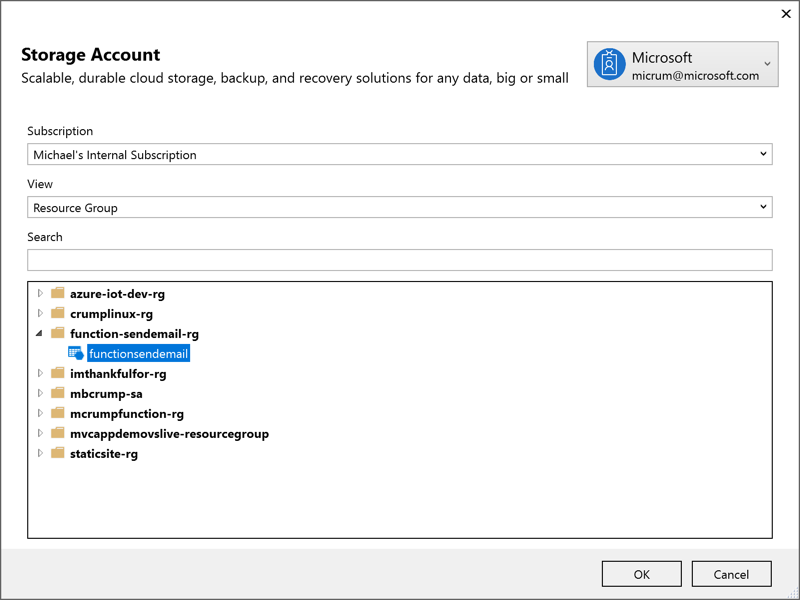 Storage Account
Scalable, durable cloud storage, backup, and recovery solutions for any data, big or small
Microsoft
micrum@microsoft.com
Subscription
Michael's Internal Subscription
View
Resource Group
Search
azure-iot-dev-rg
crumplinux-rg
function-sendemail-rg
functionsendemail
imthankfulfor-rg
mbcrump-sa
mcrumpfunction-rg
mvcappdemovslive-resourcegroup
staticsite-rg
OK
Cancel